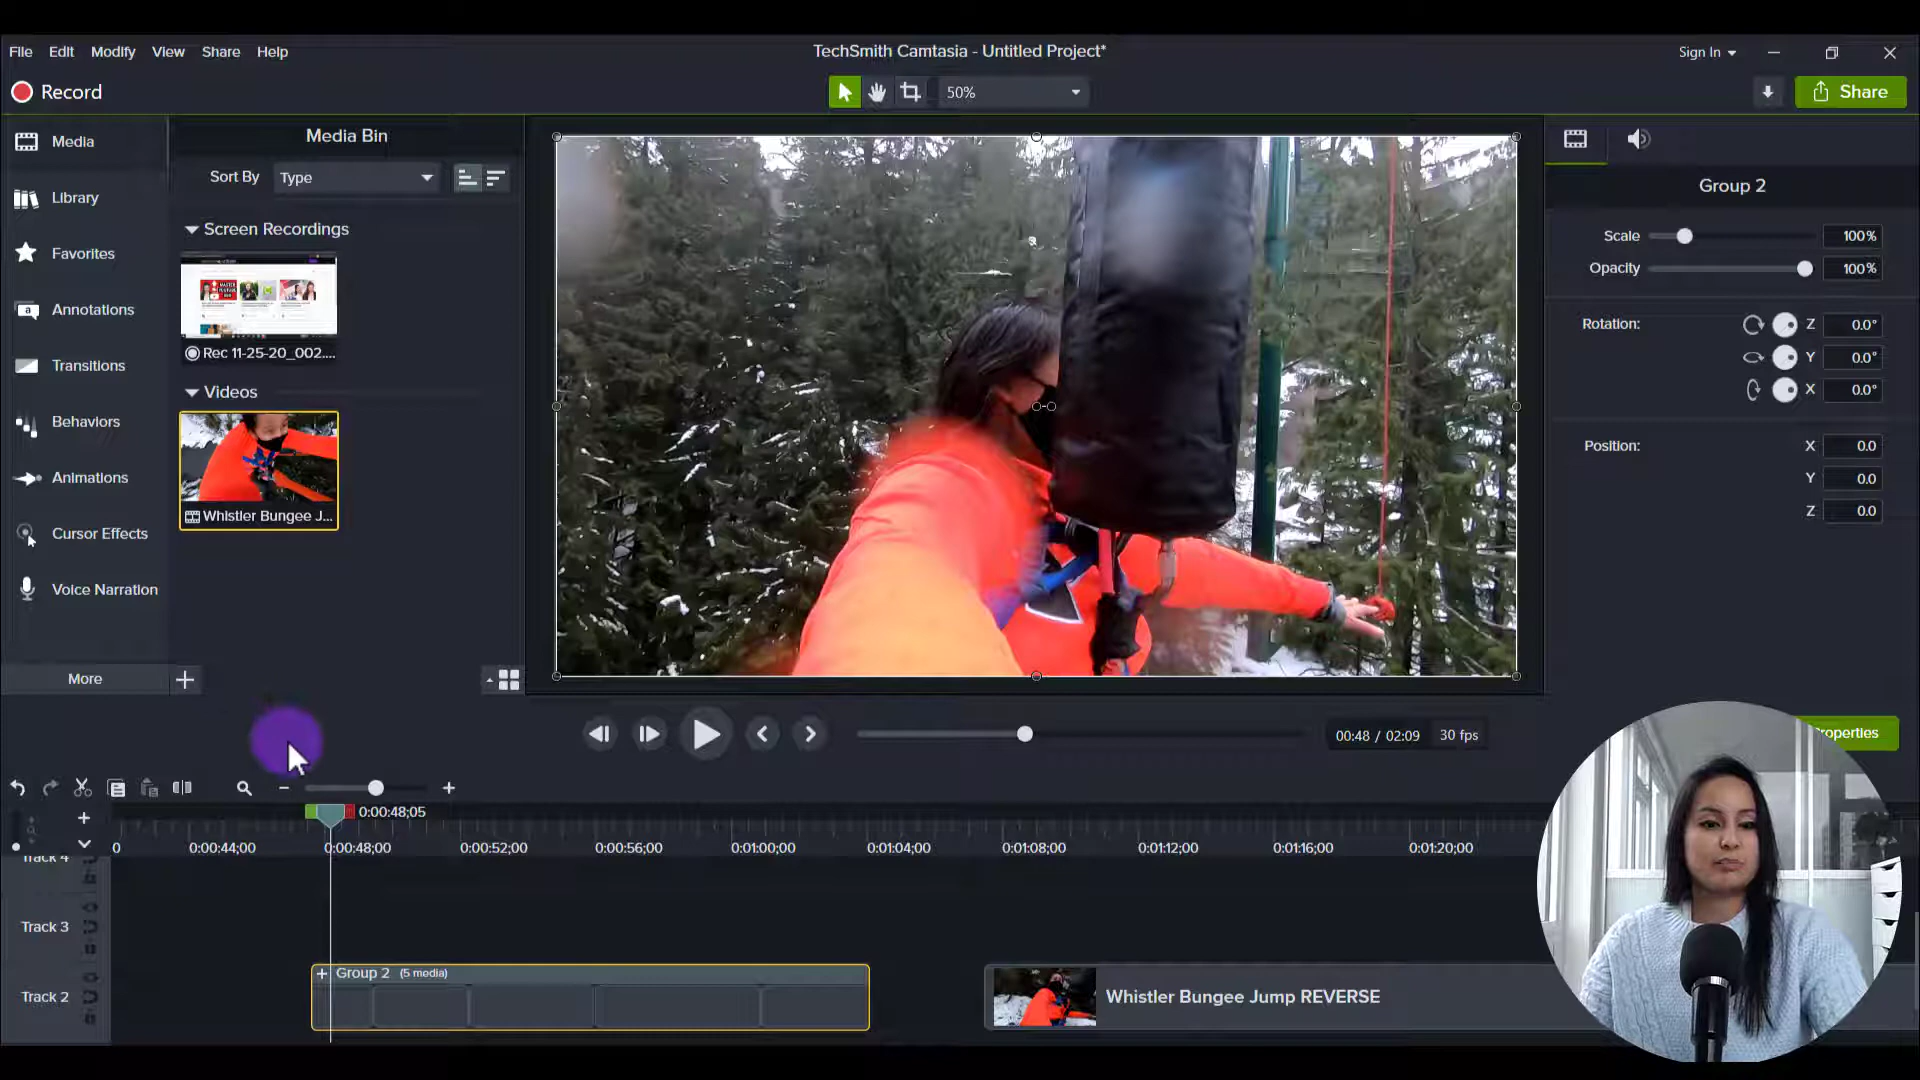 File Edit Modify View Share Help
TechSmith Camtasia - Untitled Project*
Sign In
Record
50%
Share
Media
Library
Favorites
Annotations
Transitions
Behaviors
Animations
Cursor Effects
Voice Narration
More
Media Bin
Sort By Type
Screen Recordings
Rec 11-25-20_002....
Videos
Whistler Bungee J...
Group 2
Scale 100%
Opacity 100%
Rotation: Z 0.0°
Y 0.0°
X 0.0°
Position: X 0.0
Y 0.0
Z 0.0
00:48 / 02:09 30 fps
roperties
0:00:48;05
0 0:00:44;00 0:00:48;00 0:00:52;00 0:00:56;00 0:01:00;00 0:01:04;00 0:01:08;00 0:01:12;00 0:01:16;00 0:01:20;00
Track 4
Track 3
Track 2
Group 2 (5 media)
Whistler Bungee Jump REVERSE